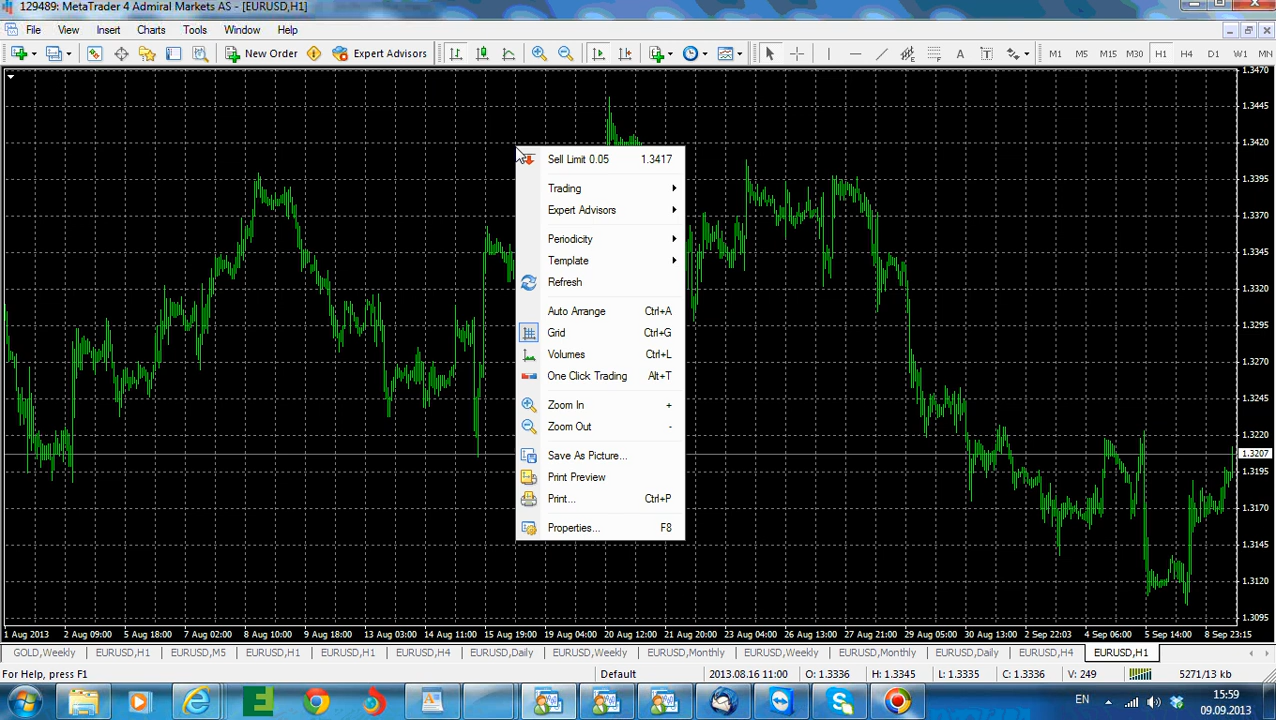 129489: MetaTrader 4 Admiral Markets AS - [EURUSD,H1]
File View Insert Charts Tools Window Help
New Order Expert Advisors A T M1 M5 M15 M30 H1 H4 D1 W1 MN
1.3470
1.3445
1.3420
1.3395
1.3370
1.3345
1.3320
1.3295
1.3270
1.3245
1.3220
1.3207
1.3195
1.3170
1.3145
1.3120
1.3095
Sell Limit 0.05 1.3417
Trading
Expert Advisors
Periodicity
Template
Refresh
Auto Arrange Ctrl+A
Grid Ctrl+G
Volumes Ctrl+L
One Click Trading Alt+T
Zoom In +
Zoom Out -
Save As Picture...
Print Preview
Print... Ctrl+P
Properties... F8
1 Aug 2013 2 Aug 09:00 5 Aug 18:00 7 Aug 02:00 8 Aug 10:00 9 Aug 18:00 13 Aug 03:00 14 Aug 11:00 15 Aug 19:00 19 Aug 04:00 20 Aug 12:00 21 Aug 20:00 23 Aug 04:00 26 Aug 13:00 27 Aug 21:00 29 Aug 05:00 30 Aug 13:00 2 Sep 22:03 4 Sep 06:00 5 Sep 14:00 8 Sep 23:15
GOLD,Weekly EURUSD,H1 EURUSD,M5 EURUSD,H1 EURUSD,H1 EURUSD,H4 EURUSD,Daily EURUSD,Weekly EURUSD,Monthly EURUSD,Weekly EURUSD,Monthly EURUSD,Daily EURUSD,H4 EURUSD,H1
For Help, press F1 Default 2013.08.16 11:00 O: 1.3336 H: 1.3345 L: 1.3335 C: 1.3336 V: 249 5271/13 kb
EN 15:59
09.09.2013